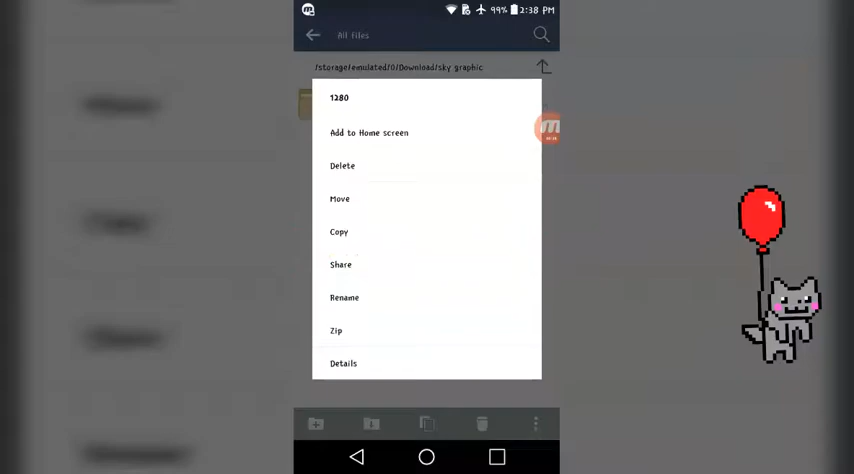 99% 2:38 PM
All Files
/storage/emulated/0/Download/sky graphic
1280
Add to Home screen
Delete
Move
Copy
Share
Rename
Zip
Details